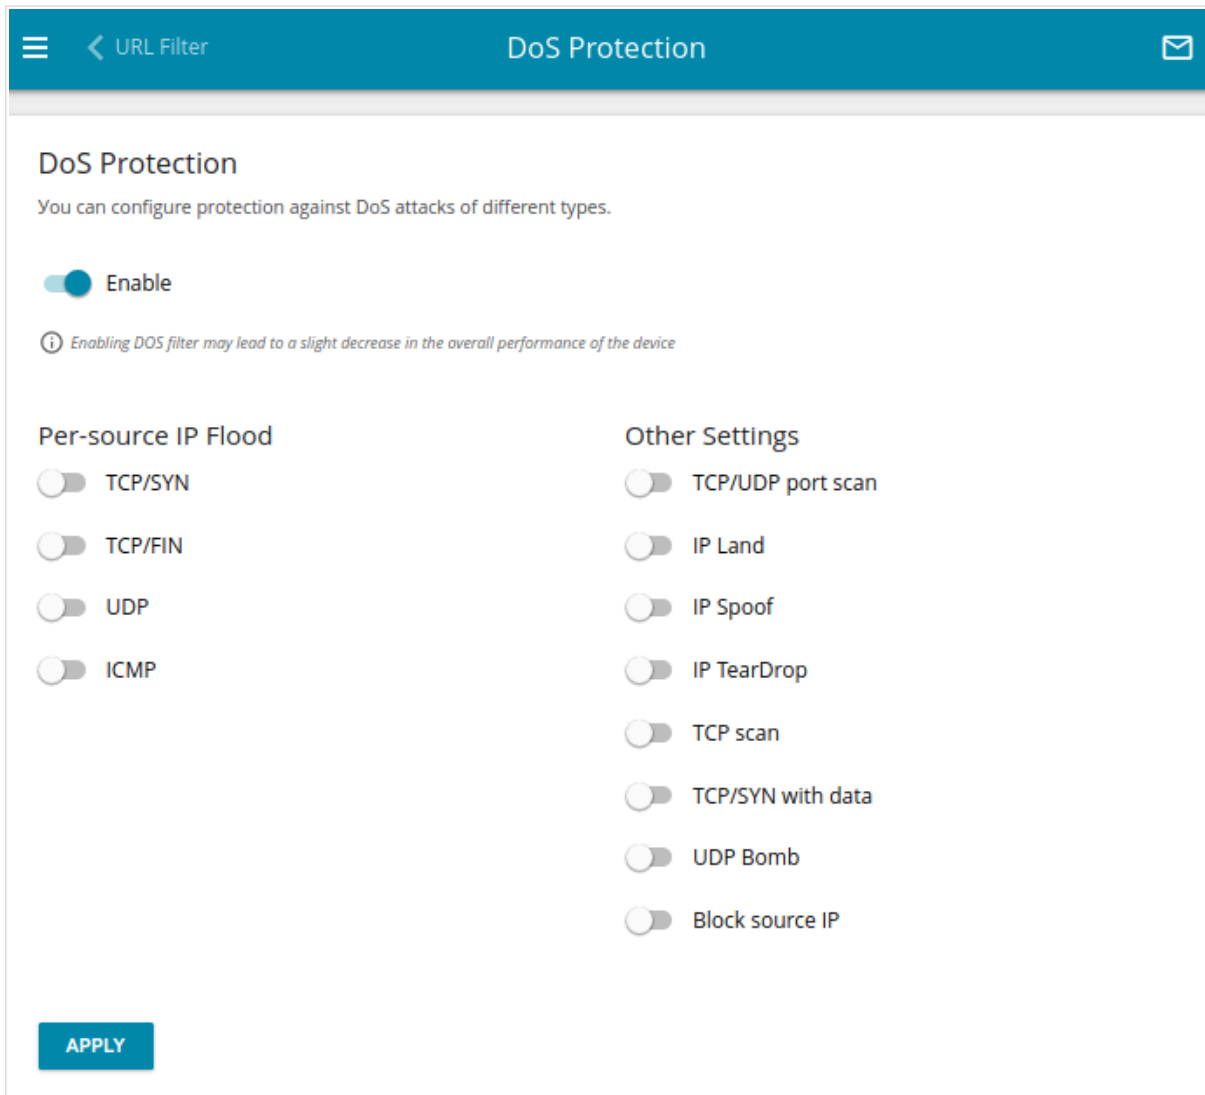 URL Filter
DoS Protection
DoS Protection
You can configure protection against DoS attacks of different types.
Enable
Enabling DOS filter may lead to a slight decrease in the overall performance of the device
Per-source IP Flood
TCP/SYN
TCP/FIN
UDP
ICMP
Other Settings
TCP/UDP port scan
IP Land
IP Spoof
IP TearDrop
TCP scan
TCP/SYN with data
UDP Bomb
Block source IP
APPLY